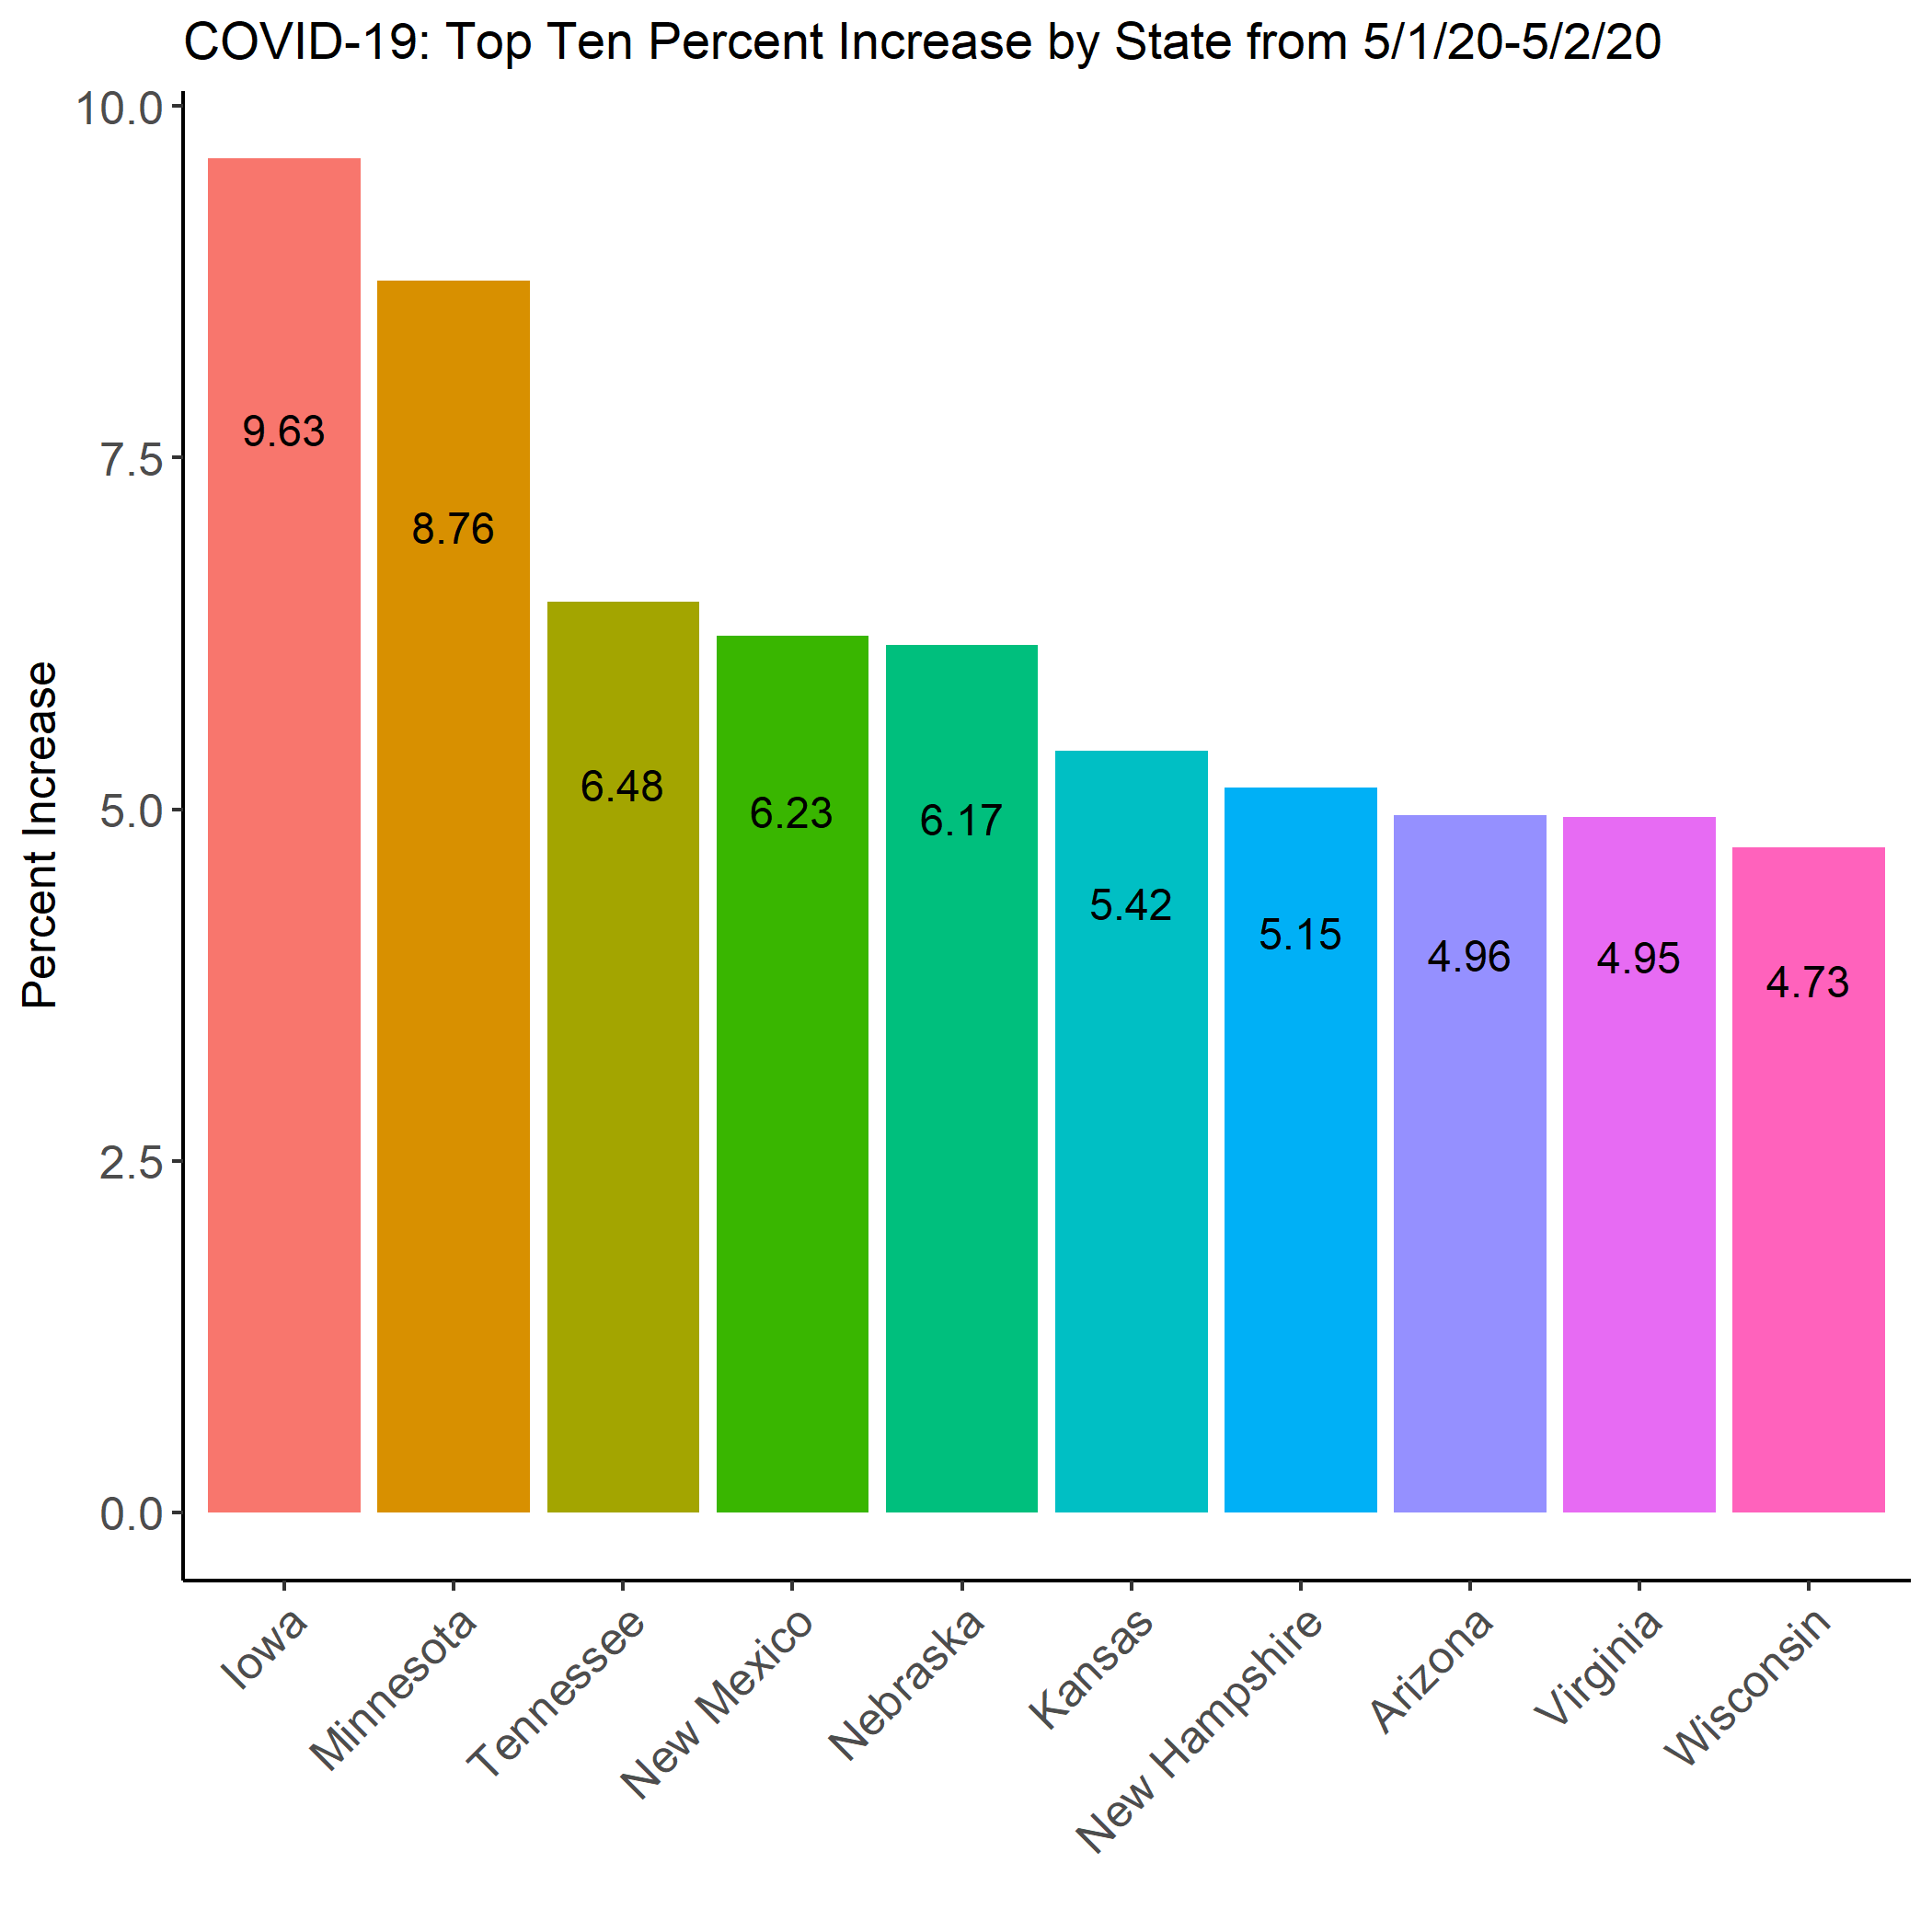 COVID-19: Top Ten Percent Increase by State from 5/1/20-5/2/20
Percent Increase
10.0
7.5
5.0
2.5
0.0
9.63
8.76
6.48
6.23
6.17
5.42
5.15
4.96
4.95
4.73
Iowa
Minnesota
Tennessee
New Mexico
Nebraska
Kansas
New Hampshire
Arizona
Virginia
Wisconsin